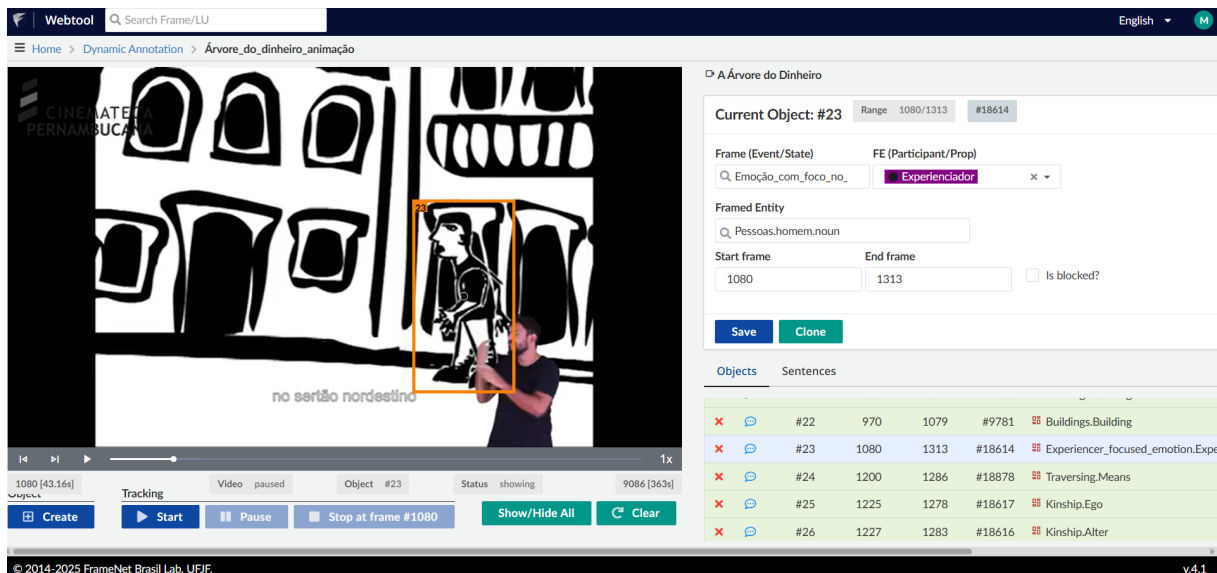 Webtool
Search Frame/LU
English
M
Home > Dynamic Annotation > Árvore_do_dinheiro_animação
CINEMATECA
PERNAMBUCANA
23
no sertão nordestino
1x
1080 [43.16s]
Video paused
Object #23
Status showing
9086 [363s]
Object
Tracking
Create
Start
Pause
Stop at frame #1080
Show/Hide All
Clear
A Árvore do Dinheiro
Current Object: #23
Range 1080/1313
#18614
Frame (Event/State)
FE (Participant/Prop)
Emoção_com_foco_no_
Experienciador
Framed Entity
Pessoas.homem.noun
Start frame
End frame
1080
1313
Is blocked?
Save
Clone
Objects
Sentences
#22 970 1079 #9781 Buildings.Building
#23 1080 1313 #18614 Experiencer_focused_emotion.Expe
#24 1200 1286 #18878 Traversing.Means
#25 1225 1278 #18617 Kinship.Ego
#26 1227 1283 #18616 Kinship.Alter
© 2014-2025 FrameNet Brasil Lab, UFJF.
v.4.1